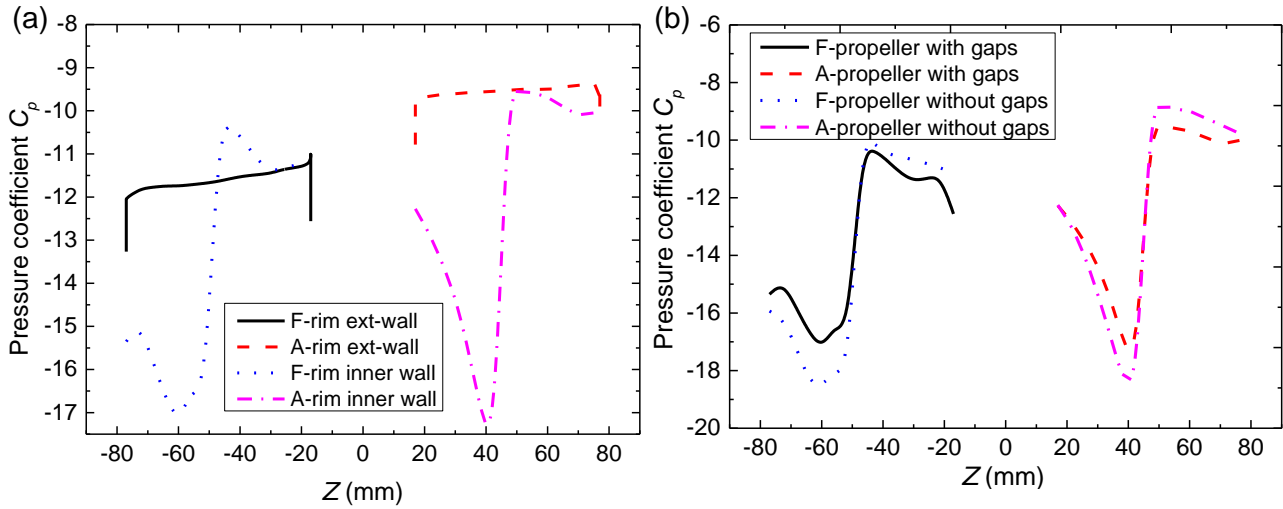 (a)
Pressure coefficient Cp
-8
-9
-10
-11
-12
-13
-14
-15
-16
-17
F-rim ext-wall
A-rim ext-wall
F-rim inner wall
A-rim inner wall
-80 -60 -40 -20 0 20 40 60 80
Z (mm)
(b)
Pressure coefficient Cp
-6
-8
-10
-12
-14
-16
-18
-20
F-propeller with gaps
A-propeller with gaps
F-propeller without gaps
A-propeller without gaps
-80 -60 -40 -20 0 20 40 60 80
Z (mm)